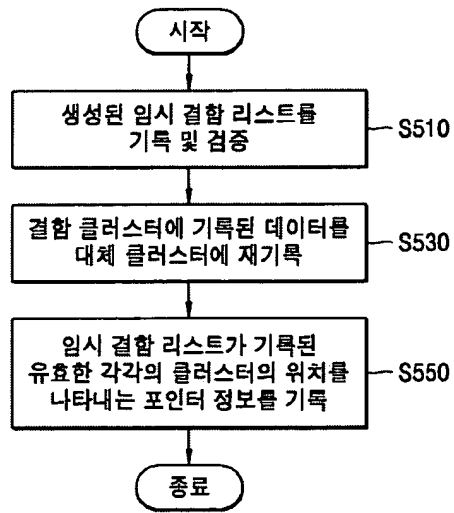 시작
생성된 임시 결함 리스트를
기록 및 검증
S510
결함 클러스터에 기록된 데이터를
대체 클러스터에 재기록
S530
임시 결함 리스트가 기록된
유효한 각각의 클러스터의 위치를
나타내는 포인터 정보를 기록
S550
종료